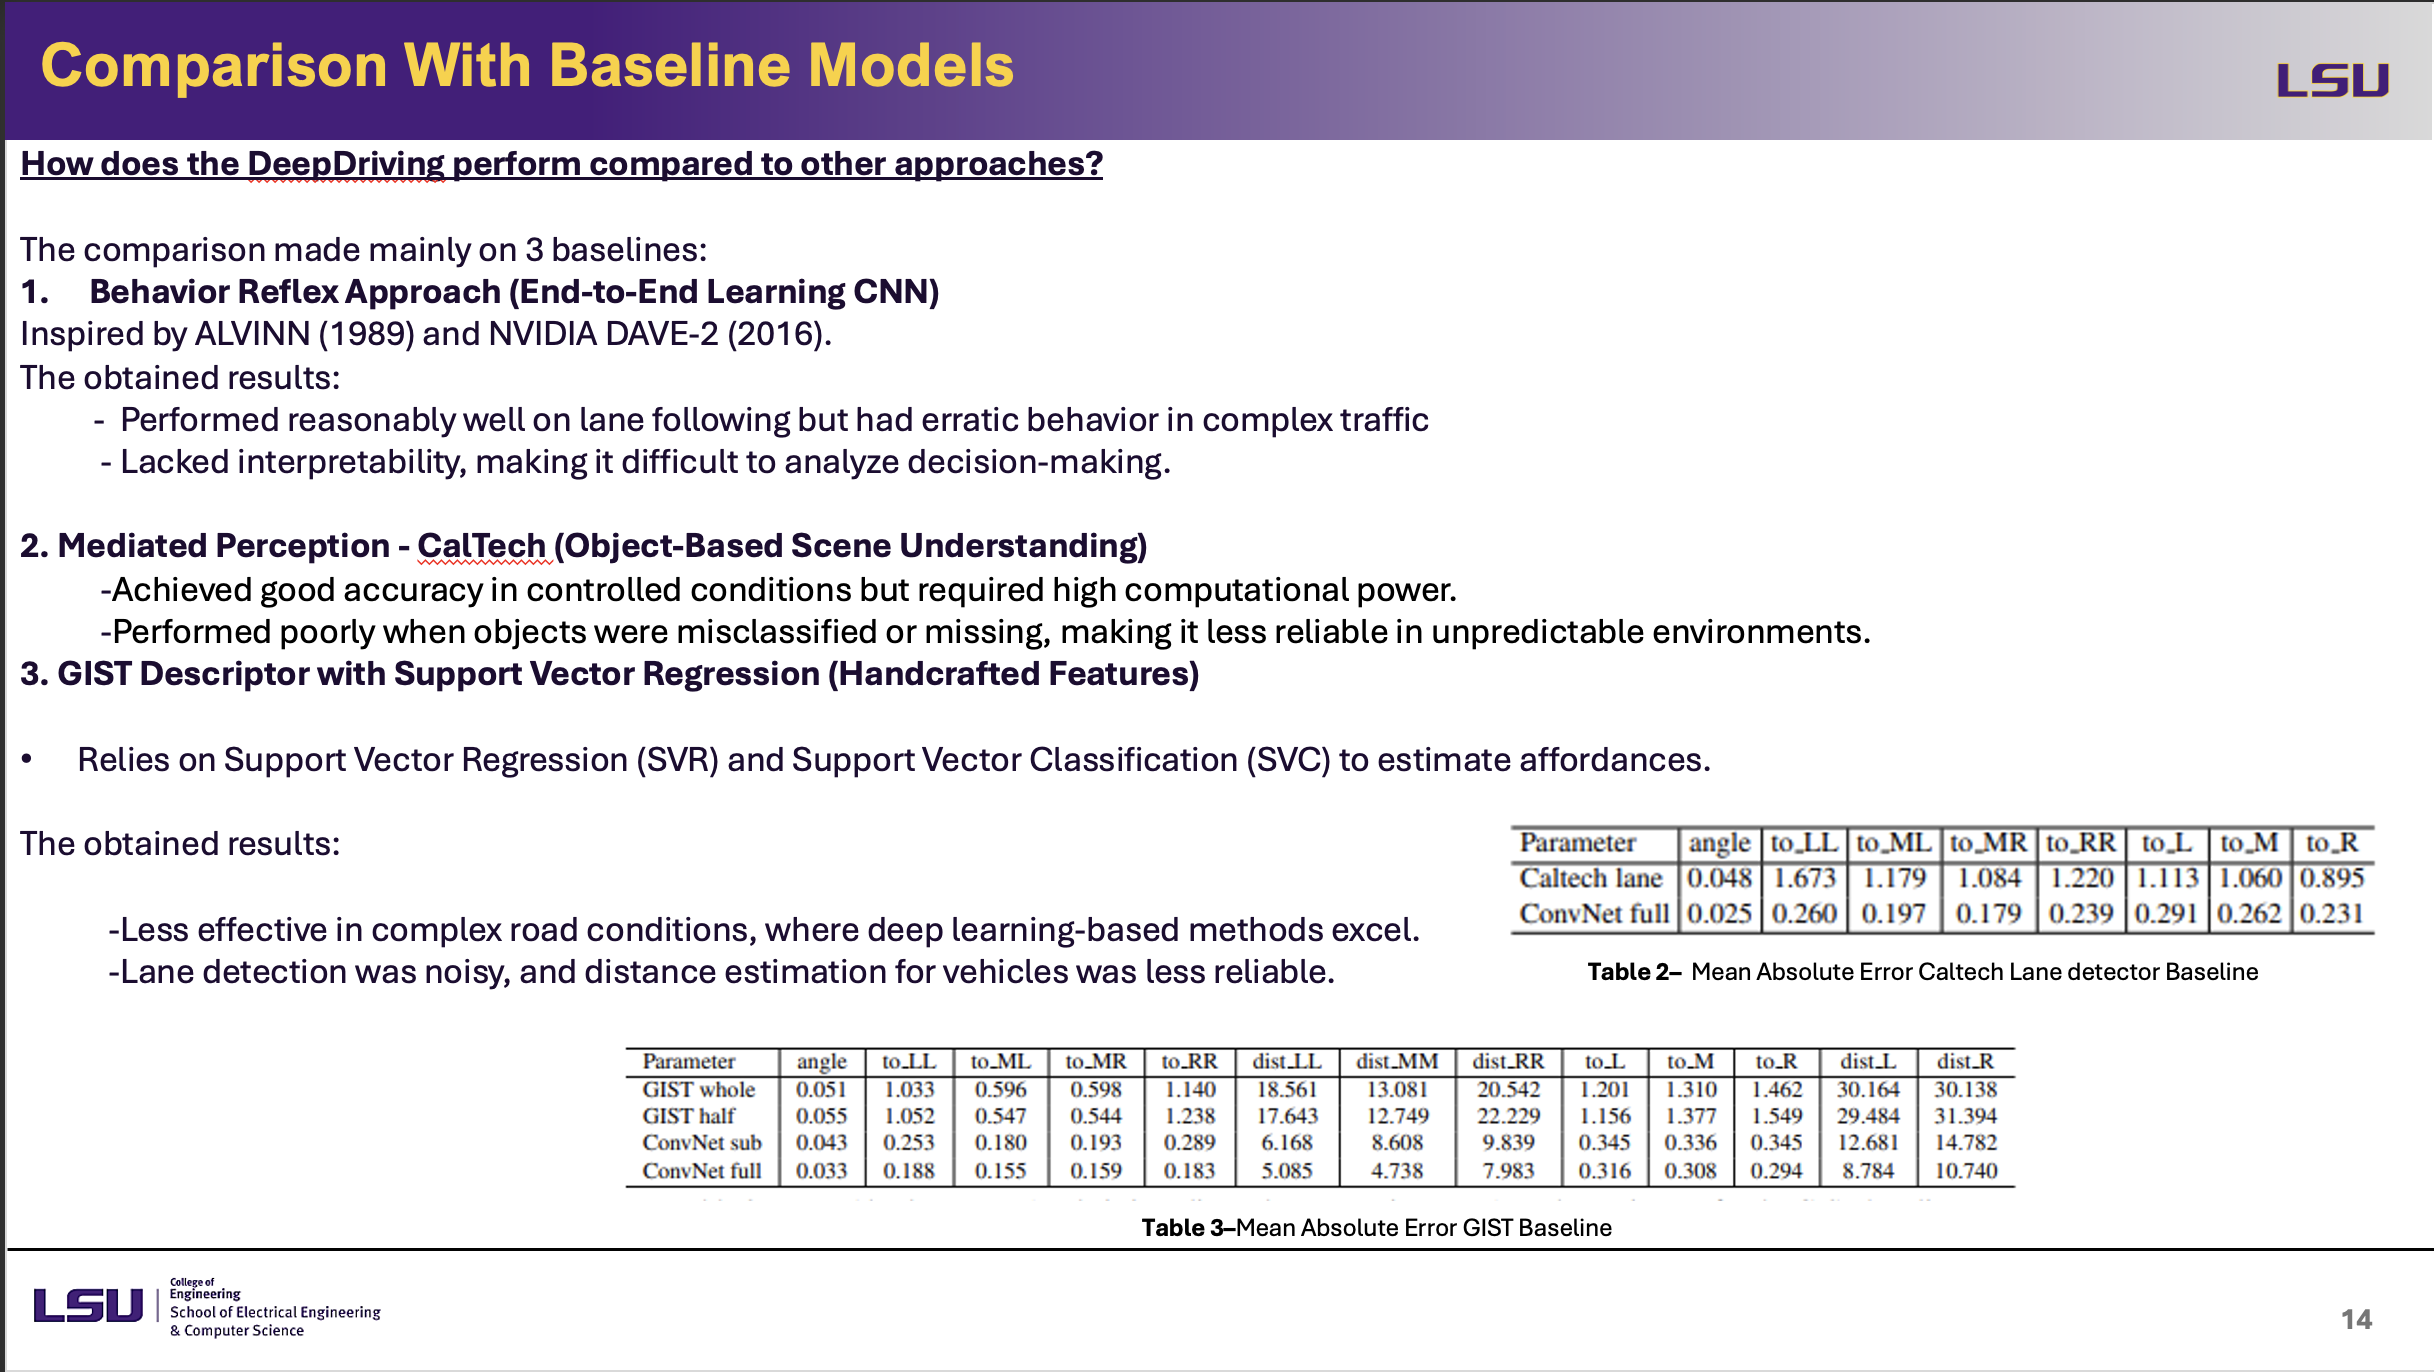 Comparison With Baseline Models
LSU
How does the DeepDriving perform compared to other approaches?
The comparison made mainly on 3 baselines:
1. Behavior Reflex Approach (End-to-End Learning CNN)
Inspired by ALVINN (1989) and NVIDIA DAVE-2 (2016).
The obtained results:
- Performed reasonably well on lane following but had erratic behavior in complex traffic
- Lacked interpretability, making it difficult to analyze decision-making.
2. Mediated Perception - CalTech (Object-Based Scene Understanding)
-Achieved good accuracy in controlled conditions but required high computational power.
-Performed poorly when objects were misclassified or missing, making it less reliable in unpredictable environments.
3. GIST Descriptor with Support Vector Regression (Handcrafted Features)
• Relies on Support Vector Regression (SVR) and Support Vector Classification (SVC) to estimate affordances.
The obtained results:
-Less effective in complex road conditions, where deep learning-based methods excel.
-Lane detection was noisy, and distance estimation for vehicles was less reliable.
Parameter angle to_LL to_ML to_MR to_RR to_L to_M to_R
Caltech lane 0.048 1.673 1.179 1.084 1.220 1.113 1.060 0.895
ConvNet full 0.025 0.260 0.197 0.179 0.239 0.291 0.262 0.231
Table 2– Mean Absolute Error Caltech Lane detector Baseline
Parameter angle to_LL to_ML to_MR to_RR dist_LL dist_MM dist_RR to_L to_M to_R dist_L dist_R
GIST whole 0.051 1.033 0.596 0.598 1.140 18.561 13.081 20.542 1.201 1.310 1.462 30.164 30.138
GIST half 0.055 1.052 0.547 0.544 1.238 17.643 12.749 22.229 1.156 1.377 1.549 29.484 31.394
ConvNet sub 0.043 0.253 0.180 0.193 0.289 6.168 8.608 9.839 0.345 0.336 0.345 12.681 14.782
ConvNet full 0.033 0.188 0.155 0.159 0.183 5.085 4.738 7.983 0.316 0.308 0.294 8.784 10.740
Table 3–Mean Absolute Error GIST Baseline
LSU
College of
Engineering
School of Electrical Engineering
& Computer Science
14